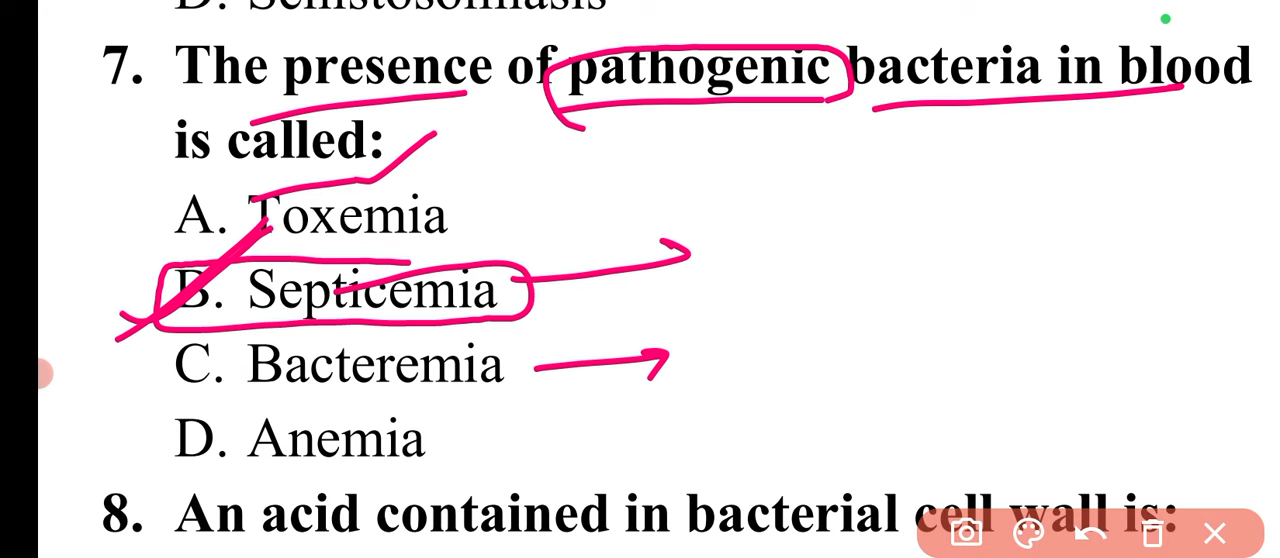 D. Schistosomiasis
7. The presence of pathogenic bacteria in blood
is called:
A. Toxemia
B. Septicemia
C. Bacteremia
D. Anemia
8. An acid contained in bacterial cell wall is: